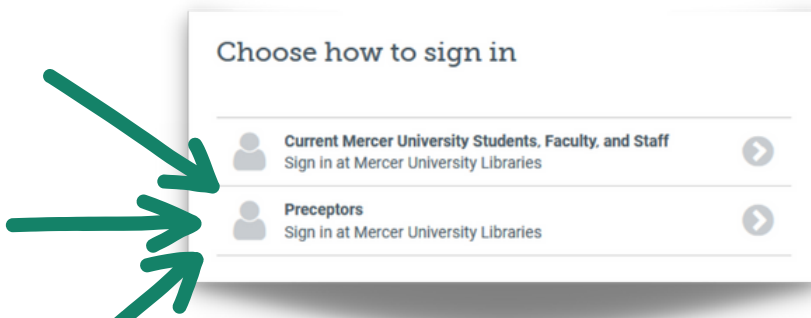 Choose how to sign in
Current Mercer University Students, Faculty, and Staff
Sign in at Mercer University Libraries
Preceptors
Sign in at Mercer University Libraries